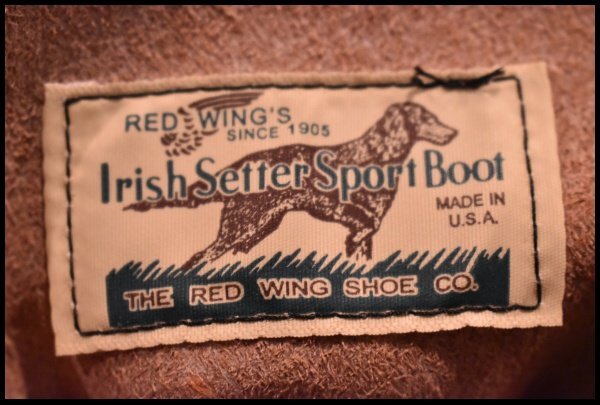 RED WING'S
SINCE 1905
Irish Setter Sport Boot
MADE IN
U.S.A.
THE RED WING SHOE CO.